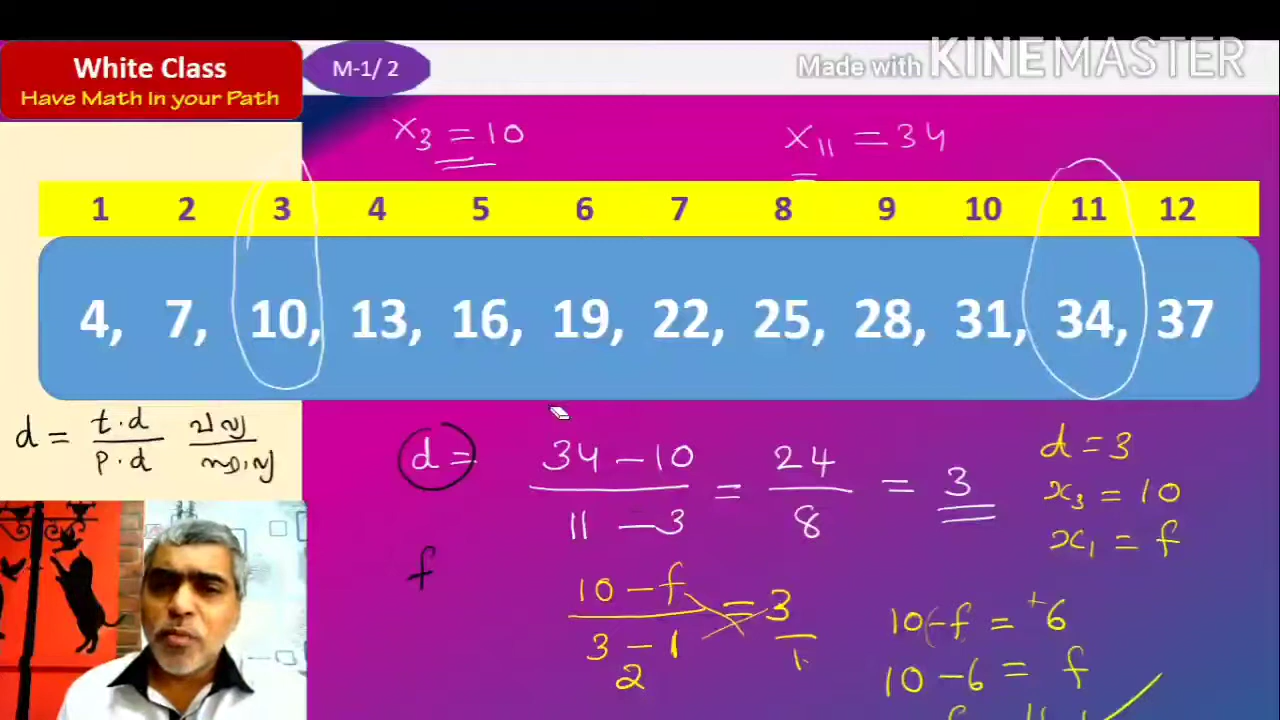 White Class
Have Math in your Path
M-1/ 2
Made with KINEMASTER
x₃ = 10
x₁₁ = 34
1 2 3 4 5 6 7 8 9 10 11 12
4, 7, 10, 13, 16, 19, 22, 25, 28, 31, 34, 37
d = t.d / p.d
d = 34 – 10 / 11 – 3 = 24 / 8 = 3
d = 3
x₃ = 10
x₁ = f
f
10 – f / 3 – 1 = 3 / 1
2
10 – f = +6
10 – 6 = f